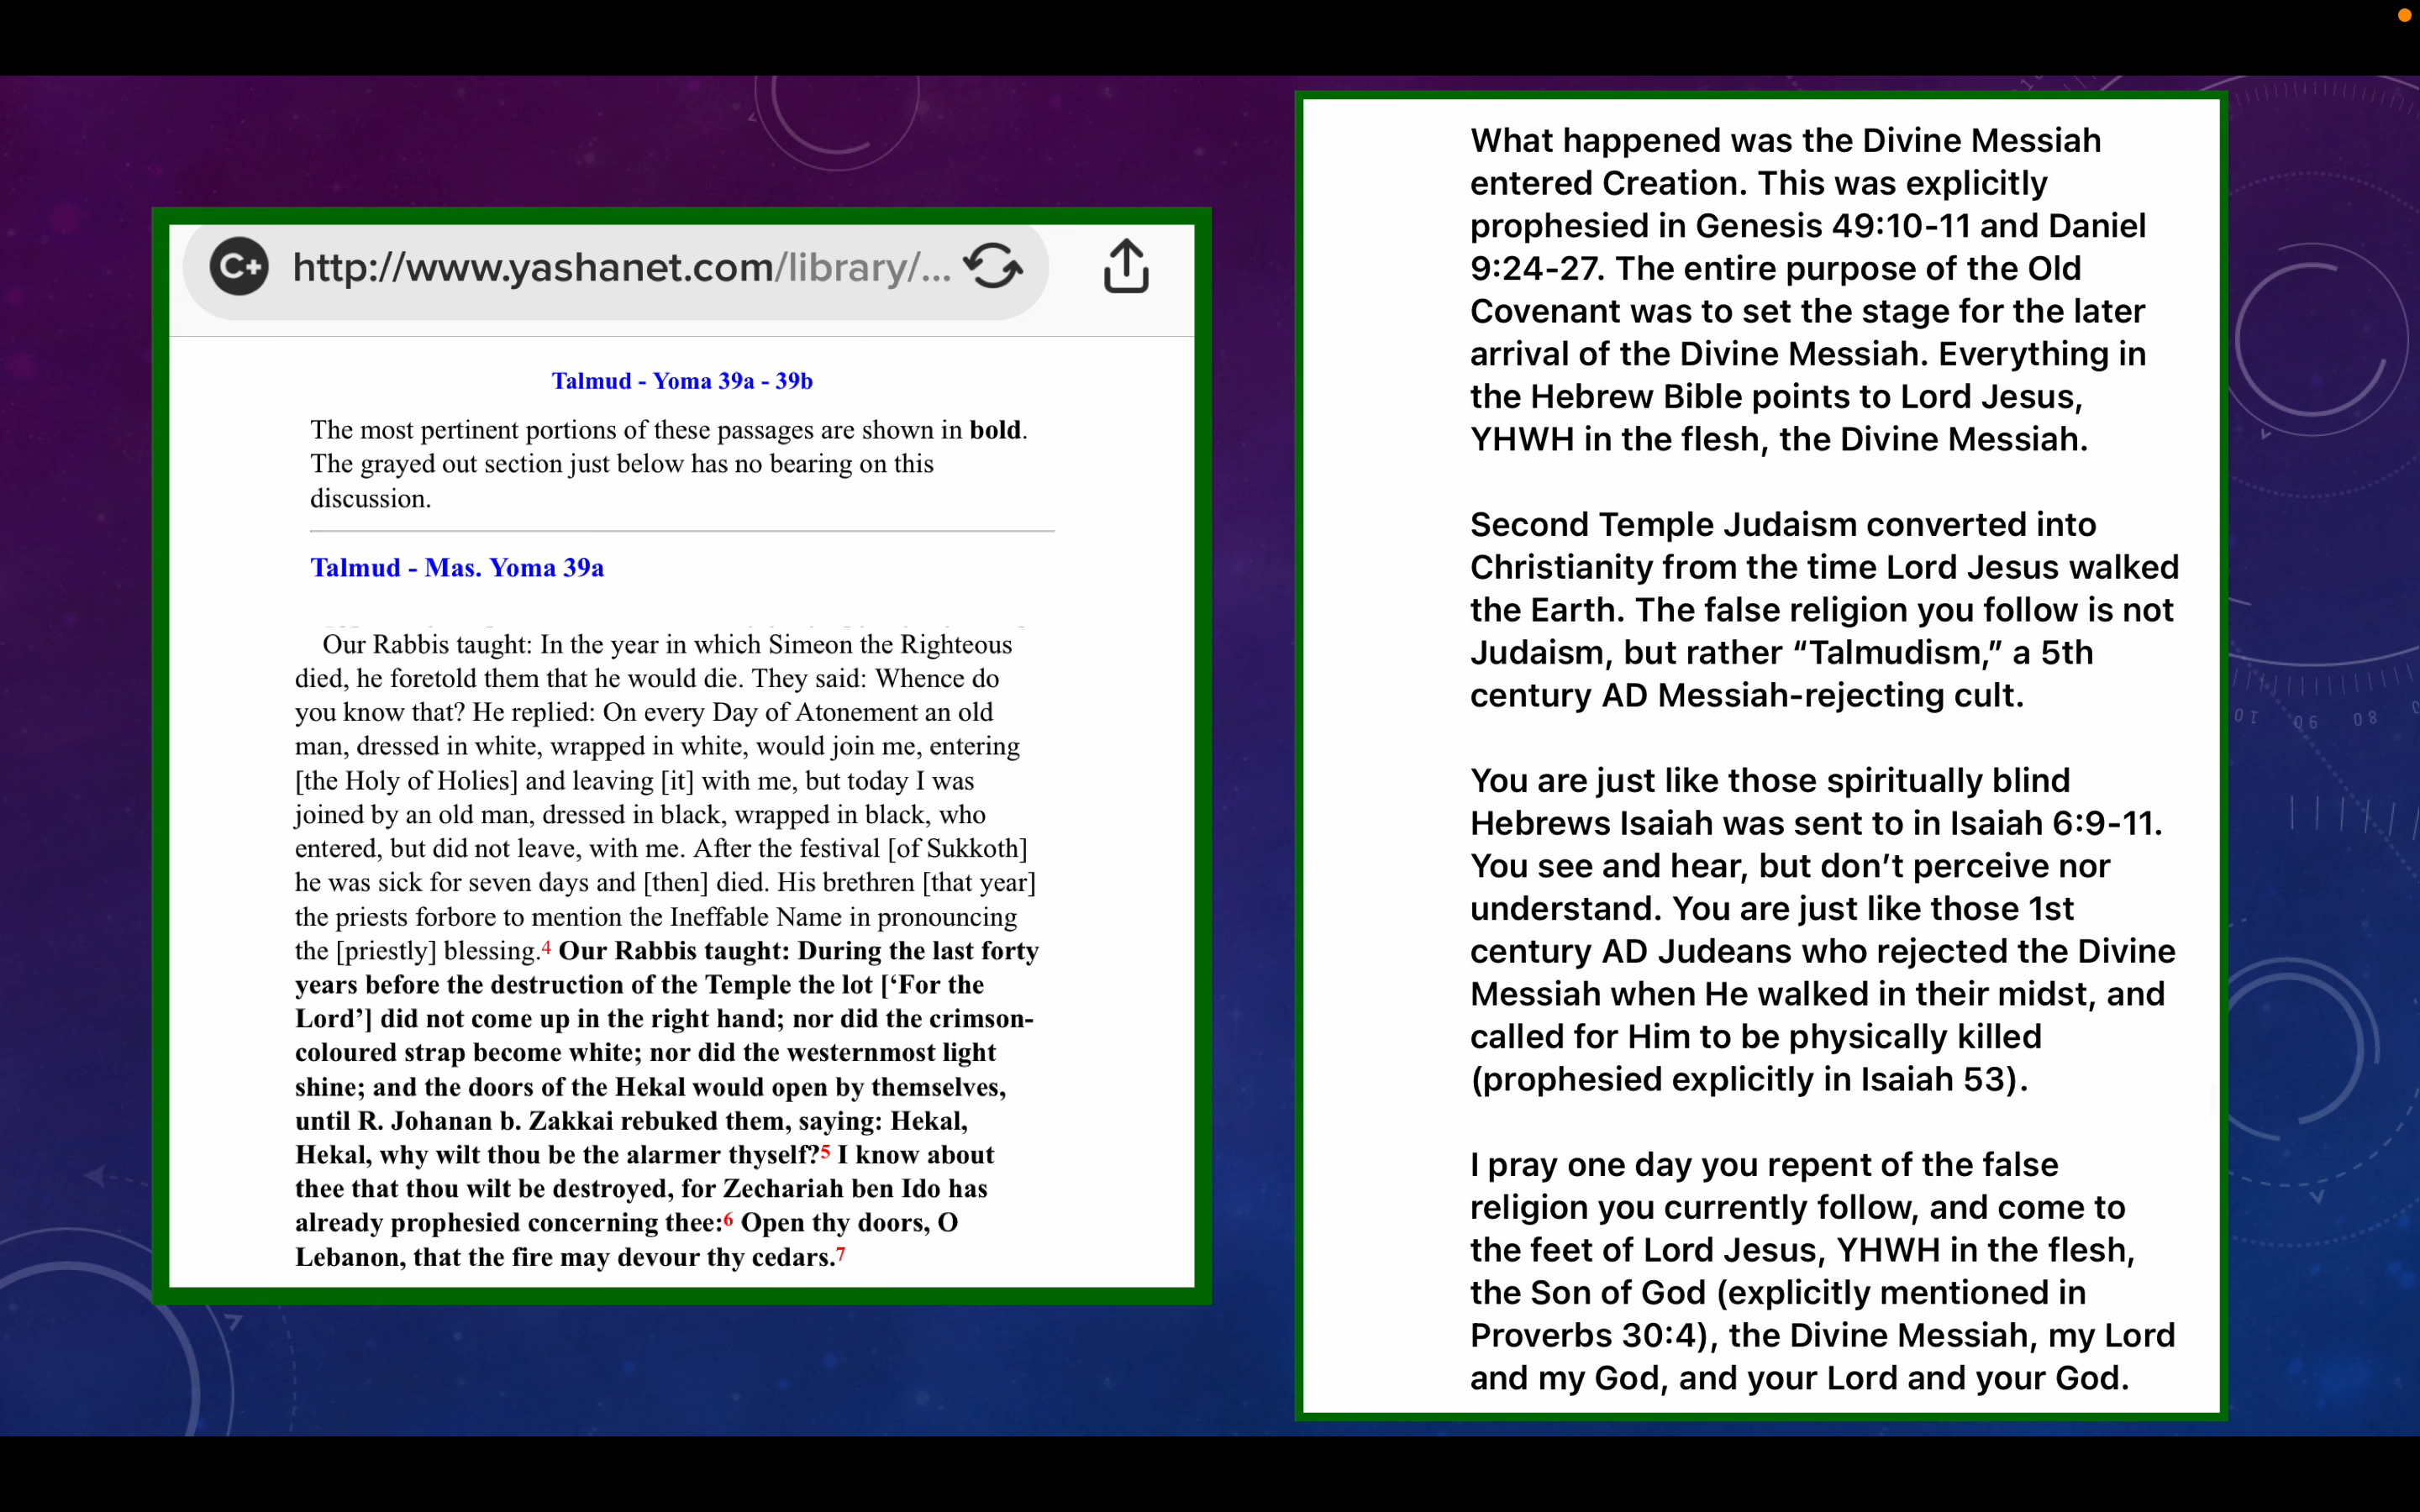 http://www.yashanet.com/library/...
Talmud - Yoma 39a - 39b
The most pertinent portions of these passages are shown in bold.
The grayed out section just below has no bearing on this
discussion.
Talmud - Mas. Yoma 39a
Our Rabbis taught: In the year in which Simeon the Righteous
died, he foretold them that he would die. They said: Whence do
you know that? He replied: On every Day of Atonement an old
man, dressed in white, wrapped in white, would join me, entering
[the Holy of Holies] and leaving [it] with me, but today I was
joined by an old man, dressed in black, wrapped in black, who
entered, but did not leave, with me. After the festival [of Sukkoth]
he was sick for seven days and [then] died. His brethren [that year]
the priests forbore to mention the Ineffable Name in pronouncing
the [priestly] blessing.4 Our Rabbis taught: During the last forty
years before the destruction of the Temple the lot [‘For the
Lord’] did not come up in the right hand; nor did the crimson-
coloured strap become white; nor did the westernmost light
shine; and the doors of the Hekal would open by themselves,
until R. Johanan b. Zakkai rebuked them, saying: Hekal,
Hekal, why wilt thou be the alarmer thyself?5 I know about
thee that thou wilt be destroyed, for Zechariah ben Ido has
already prophesied concerning thee:6 Open thy doors, O
Lebanon, that the fire may devour thy cedars.7
What happened was the Divine Messiah
entered Creation. This was explicitly
prophesied in Genesis 49:10-11 and Daniel
9:24-27. The entire purpose of the Old
Covenant was to set the stage for the later
arrival of the Divine Messiah. Everything in
the Hebrew Bible points to Lord Jesus,
YHWH in the flesh, the Divine Messiah.
Second Temple Judaism converted into
Christianity from the time Lord Jesus walked
the Earth. The false religion you follow is not
Judaism, but rather “Talmudism,” a 5th
century AD Messiah-rejecting cult.
You are just like those spiritually blind
Hebrews Isaiah was sent to in Isaiah 6:9-11.
You see and hear, but don’t perceive nor
understand. You are just like those 1st
century AD Judeans who rejected the Divine
Messiah when He walked in their midst, and
called for Him to be physically killed
(prophesied explicitly in Isaiah 53).
I pray one day you repent of the false
religion you currently follow, and come to
the feet of Lord Jesus, YHWH in the flesh,
the Son of God (explicitly mentioned in
Proverbs 30:4), the Divine Messiah, my Lord
and my God, and your Lord and your God.